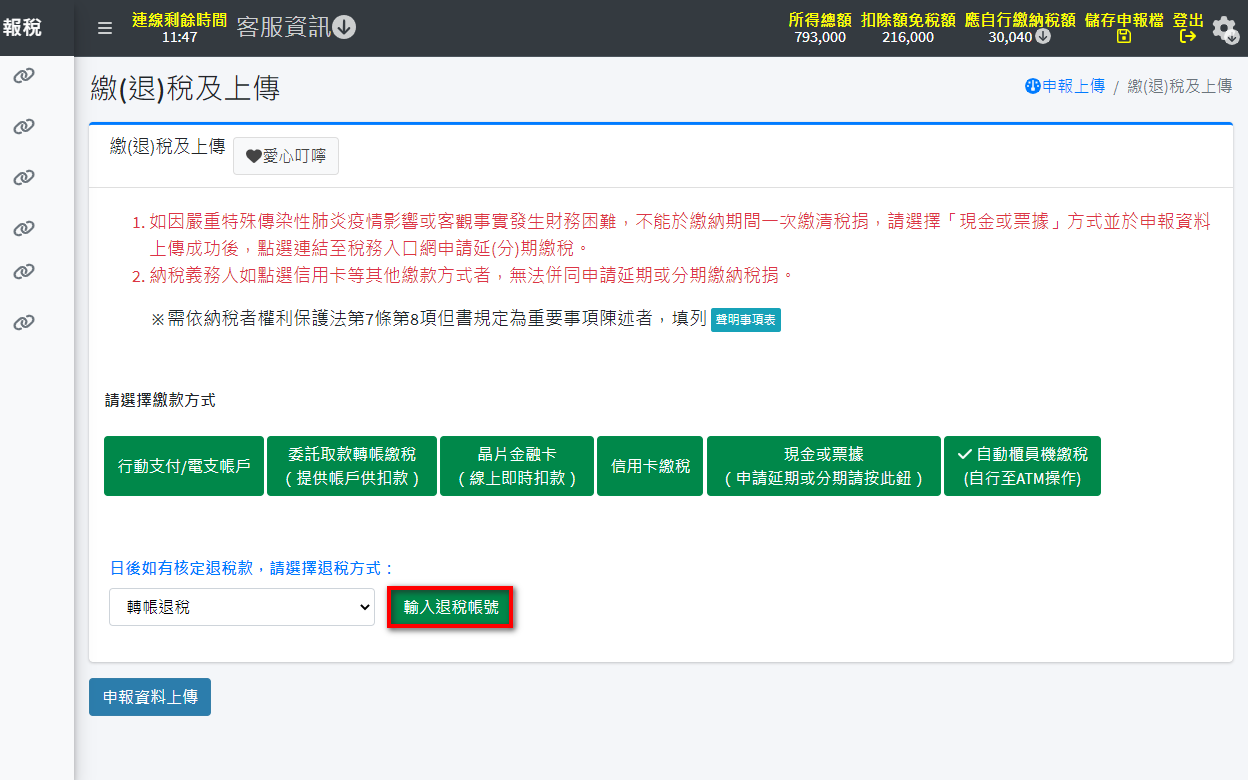 報稅
連線剩餘時間
11:47
客服資訊
所得總額 扣除額免稅額 應自行繳納稅額 儲存申報檔 登出
793,000 216,000 30,040
繳(退)稅及上傳
申報上傳 / 繳(退)稅及上傳
繳(退)稅及上傳 愛心叮嚀
1. 如因嚴重特殊傳染性肺炎疫情影響或客觀事實發生財務困難，不能於繳納期間一次繳清稅捐，請選擇「現金或票據」方式並於申報資料
上傳成功後，點選連結至稅務入口網申請延(分)期繳稅。
2. 納稅義務人如點選信用卡等其他繳款方式者，無法併同申請延期或分期繳納稅捐。
※需依納稅者權利保護法第7條第8項但書規定為重要事項陳述者，填列 聲明事項表
請選擇繳款方式
行動支付/電支帳戶
委託取款轉帳繳稅
（提供帳戶供扣款）
晶片金融卡
（線上即時扣款）
信用卡繳稅
現金或票據
（申請延期或分期請按此鈕）
自動櫃員機繳稅
(自行至ATM操作)
日後如有核定退稅款，請選擇退稅方式：
轉帳退稅 輸入退稅帳號
申報資料上傳